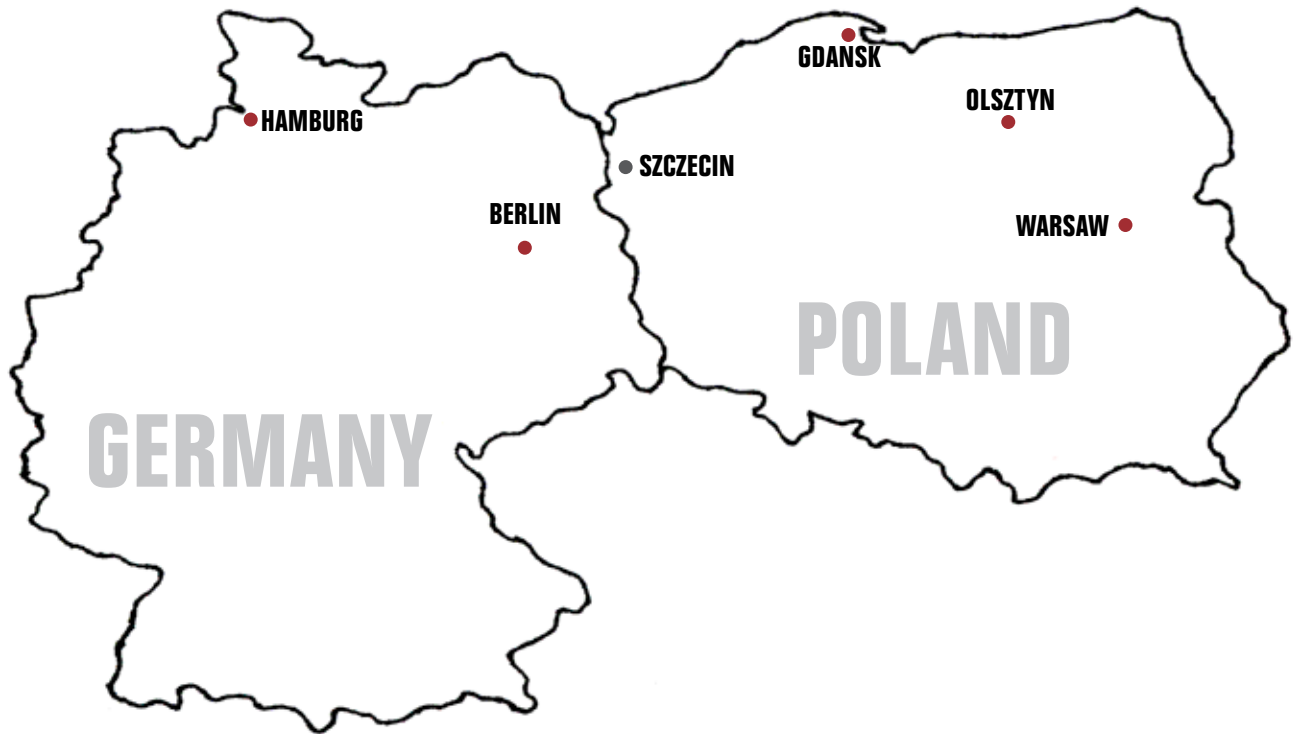 GDANSK
OLSZTYN
HAMBURG
SZCZECIN
BERLIN
WARSAW
POLAND
GERMANY